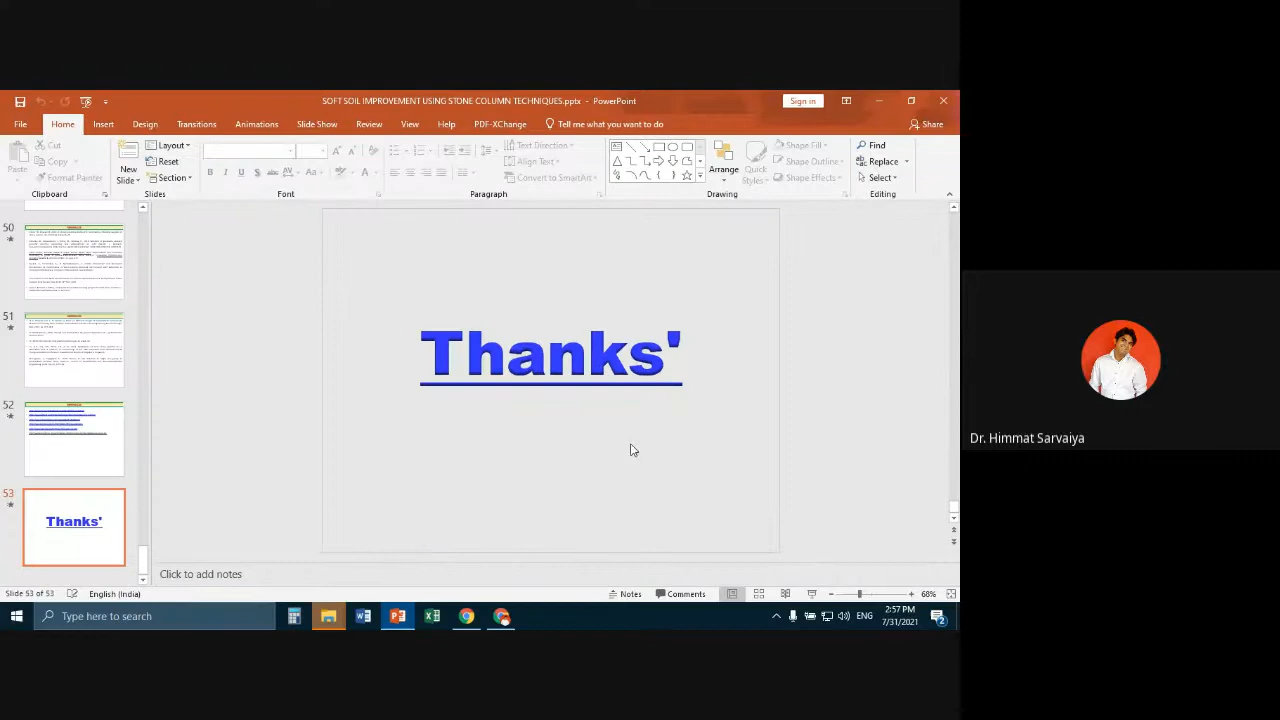 SOFT SOIL IMPROVEMENT USING STONE COLUMN TECHNIQUES.pptx - PowerPoint
Sign in
File Home Insert Design Transitions Animations Slide Show Review View Help PDF-XChange Tell me what you want to do Share
Paste
Cut
Copy
Format Painter
Clipboard
New Slide
Layout
Reset
Section
Slides
B I U S abc AV Aa A
Font
Text Direction
Align Text
Convert to SmartArt
Paragraph
Arrange
Quick Styles
Shape Fill
Shape Outline
Shape Effects
Drawing
Find
Replace
Select
Editing
50
51
52
53
Thanks'
Thanks'
Click to add notes
Slide 53 of 53 English (India) Notes Comments 68%
Type here to search
ENG
2:57 PM
7/31/2021
2
Dr. Himmat Sarvaiya